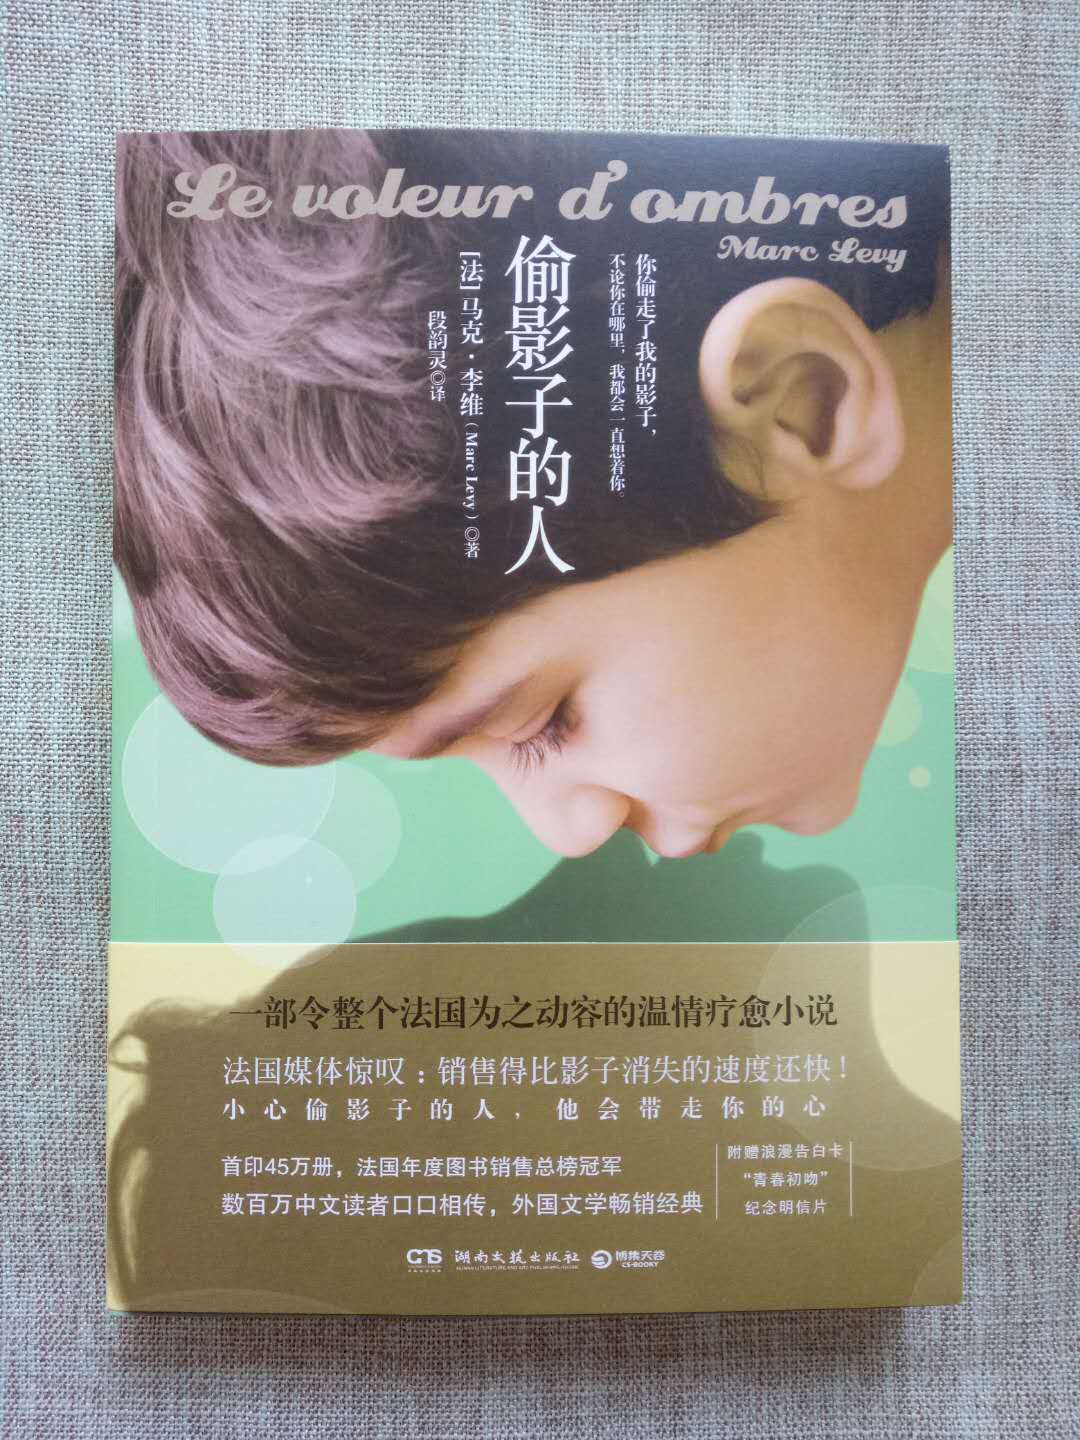 Le voleur d'ombres
Marc Levy
你偷走了我的影子，
不论你在哪里，我都会一直想着你。
偷影子的人
[法]马克·李维（Marc Levy）◎著
段韵灵◎译
一部令整个法国为之动容的温情疗愈小说
法国媒体惊叹：销售得比影子消失的速度还快！
小心偷影子的人，他会带走你的心
首印45万册，法国年度图书销售总榜冠军
数百万中文读者口口相传，外国文学畅销经典
附赠浪漫告白卡
“青春初吻”
纪念明信片
湖南文艺出版社
HUNAN LITERATURE AND ART PUBLISHING HOUSE
博集天卷
CS-BOOKY